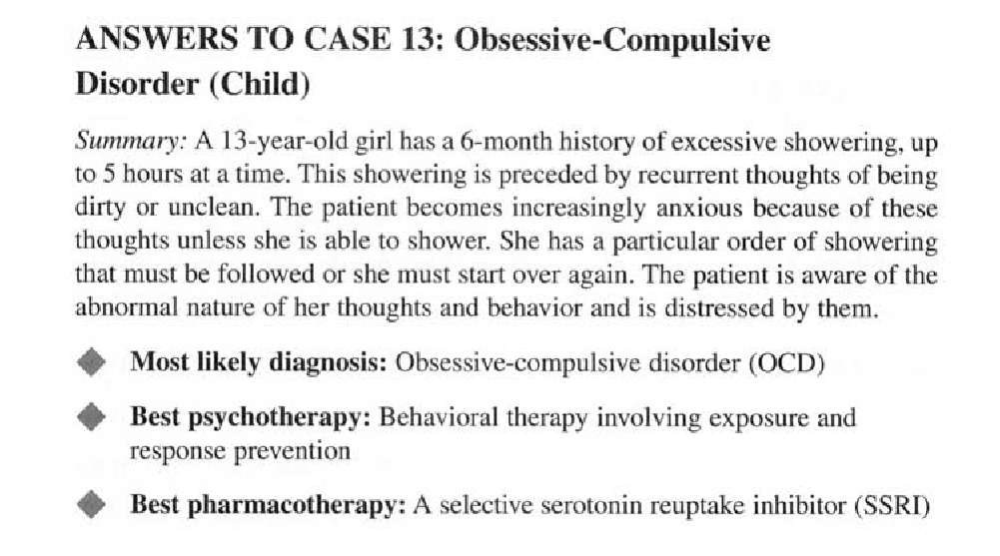 ANSWERS TO CASE 13: Obsessive-Compulsive
Disorder (Child)
Summary: A 13-year-old girl has a 6-month history of excessive showering, up
to 5 hours at a time. This showering is preceded by recurrent thoughts of being
dirty or unclean. The patient becomes increasingly anxious because of these
thoughts unless she is able to shower. She has a particular order of showering
that must be followed or she must start over again. The patient is aware of the
abnormal nature of her thoughts and behavior and is distressed by them.
Most likely diagnosis: Obsessive-compulsive disorder (OCD)
Best psychotherapy: Behavioral therapy involving exposure and
response prevention
Best pharmacotherapy: A selective serotonin reuptake inhibitor (SSRI)